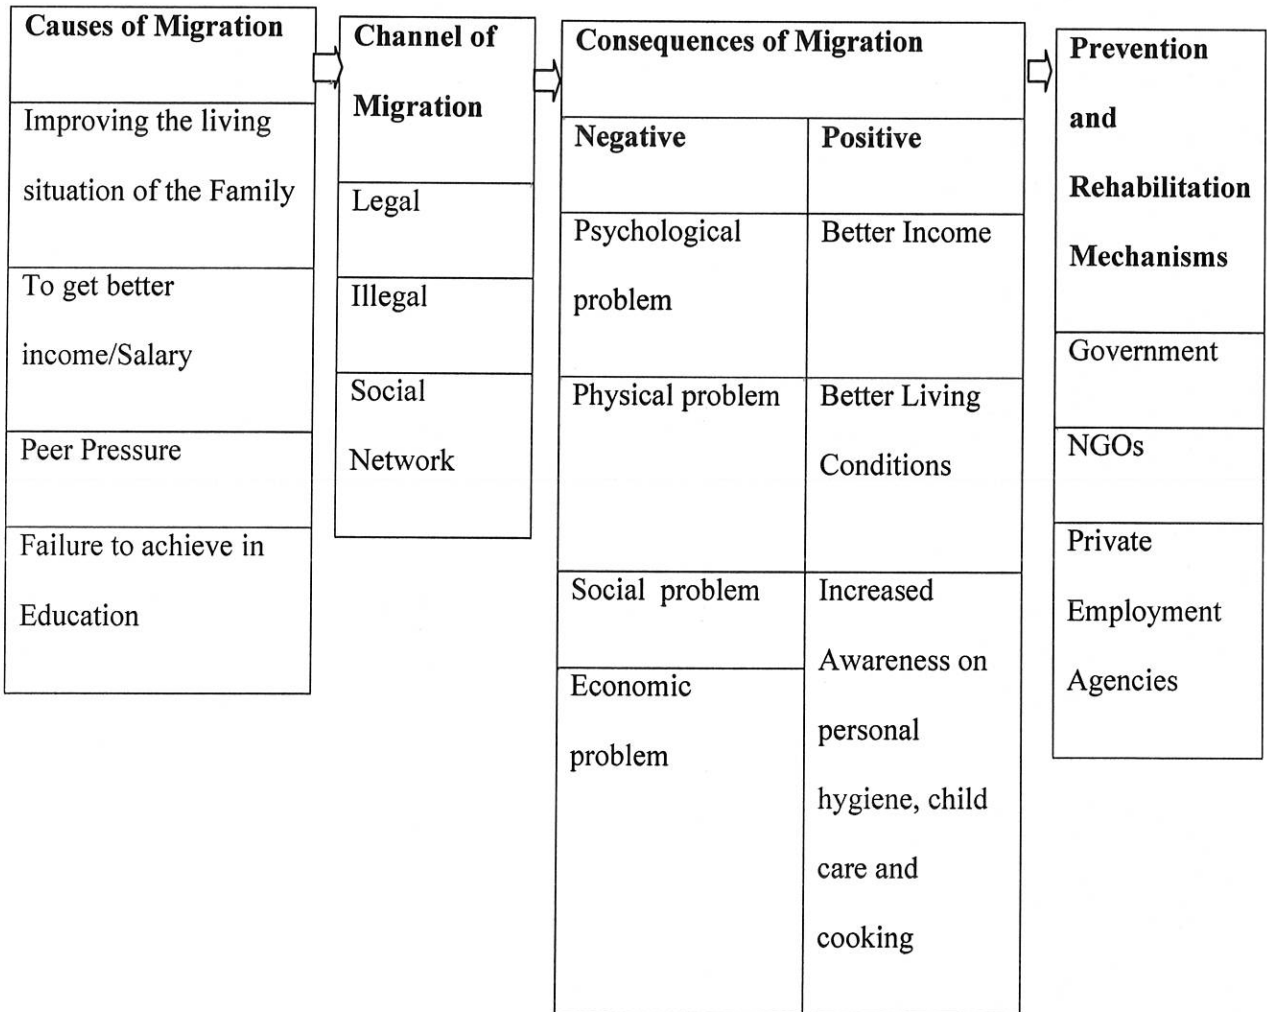 Causes of Migration
Improving the living
situation of the Family
To get better
income/Salary
Peer Pressure
Failure to achieve in
Education
Channel of
Migration
Legal
Illegal
Social
Network
Consequences of Migration
Negative
Positive
Psychological
problem
Better Income
Physical problem
Better Living
Conditions
Social problem
Economic
problem
Increased
Awareness on
personal
hygiene, child
care and
cooking
Prevention
and
Rehabilitation
Mechanisms
Government
NGOs
Private
Employment
Agencies